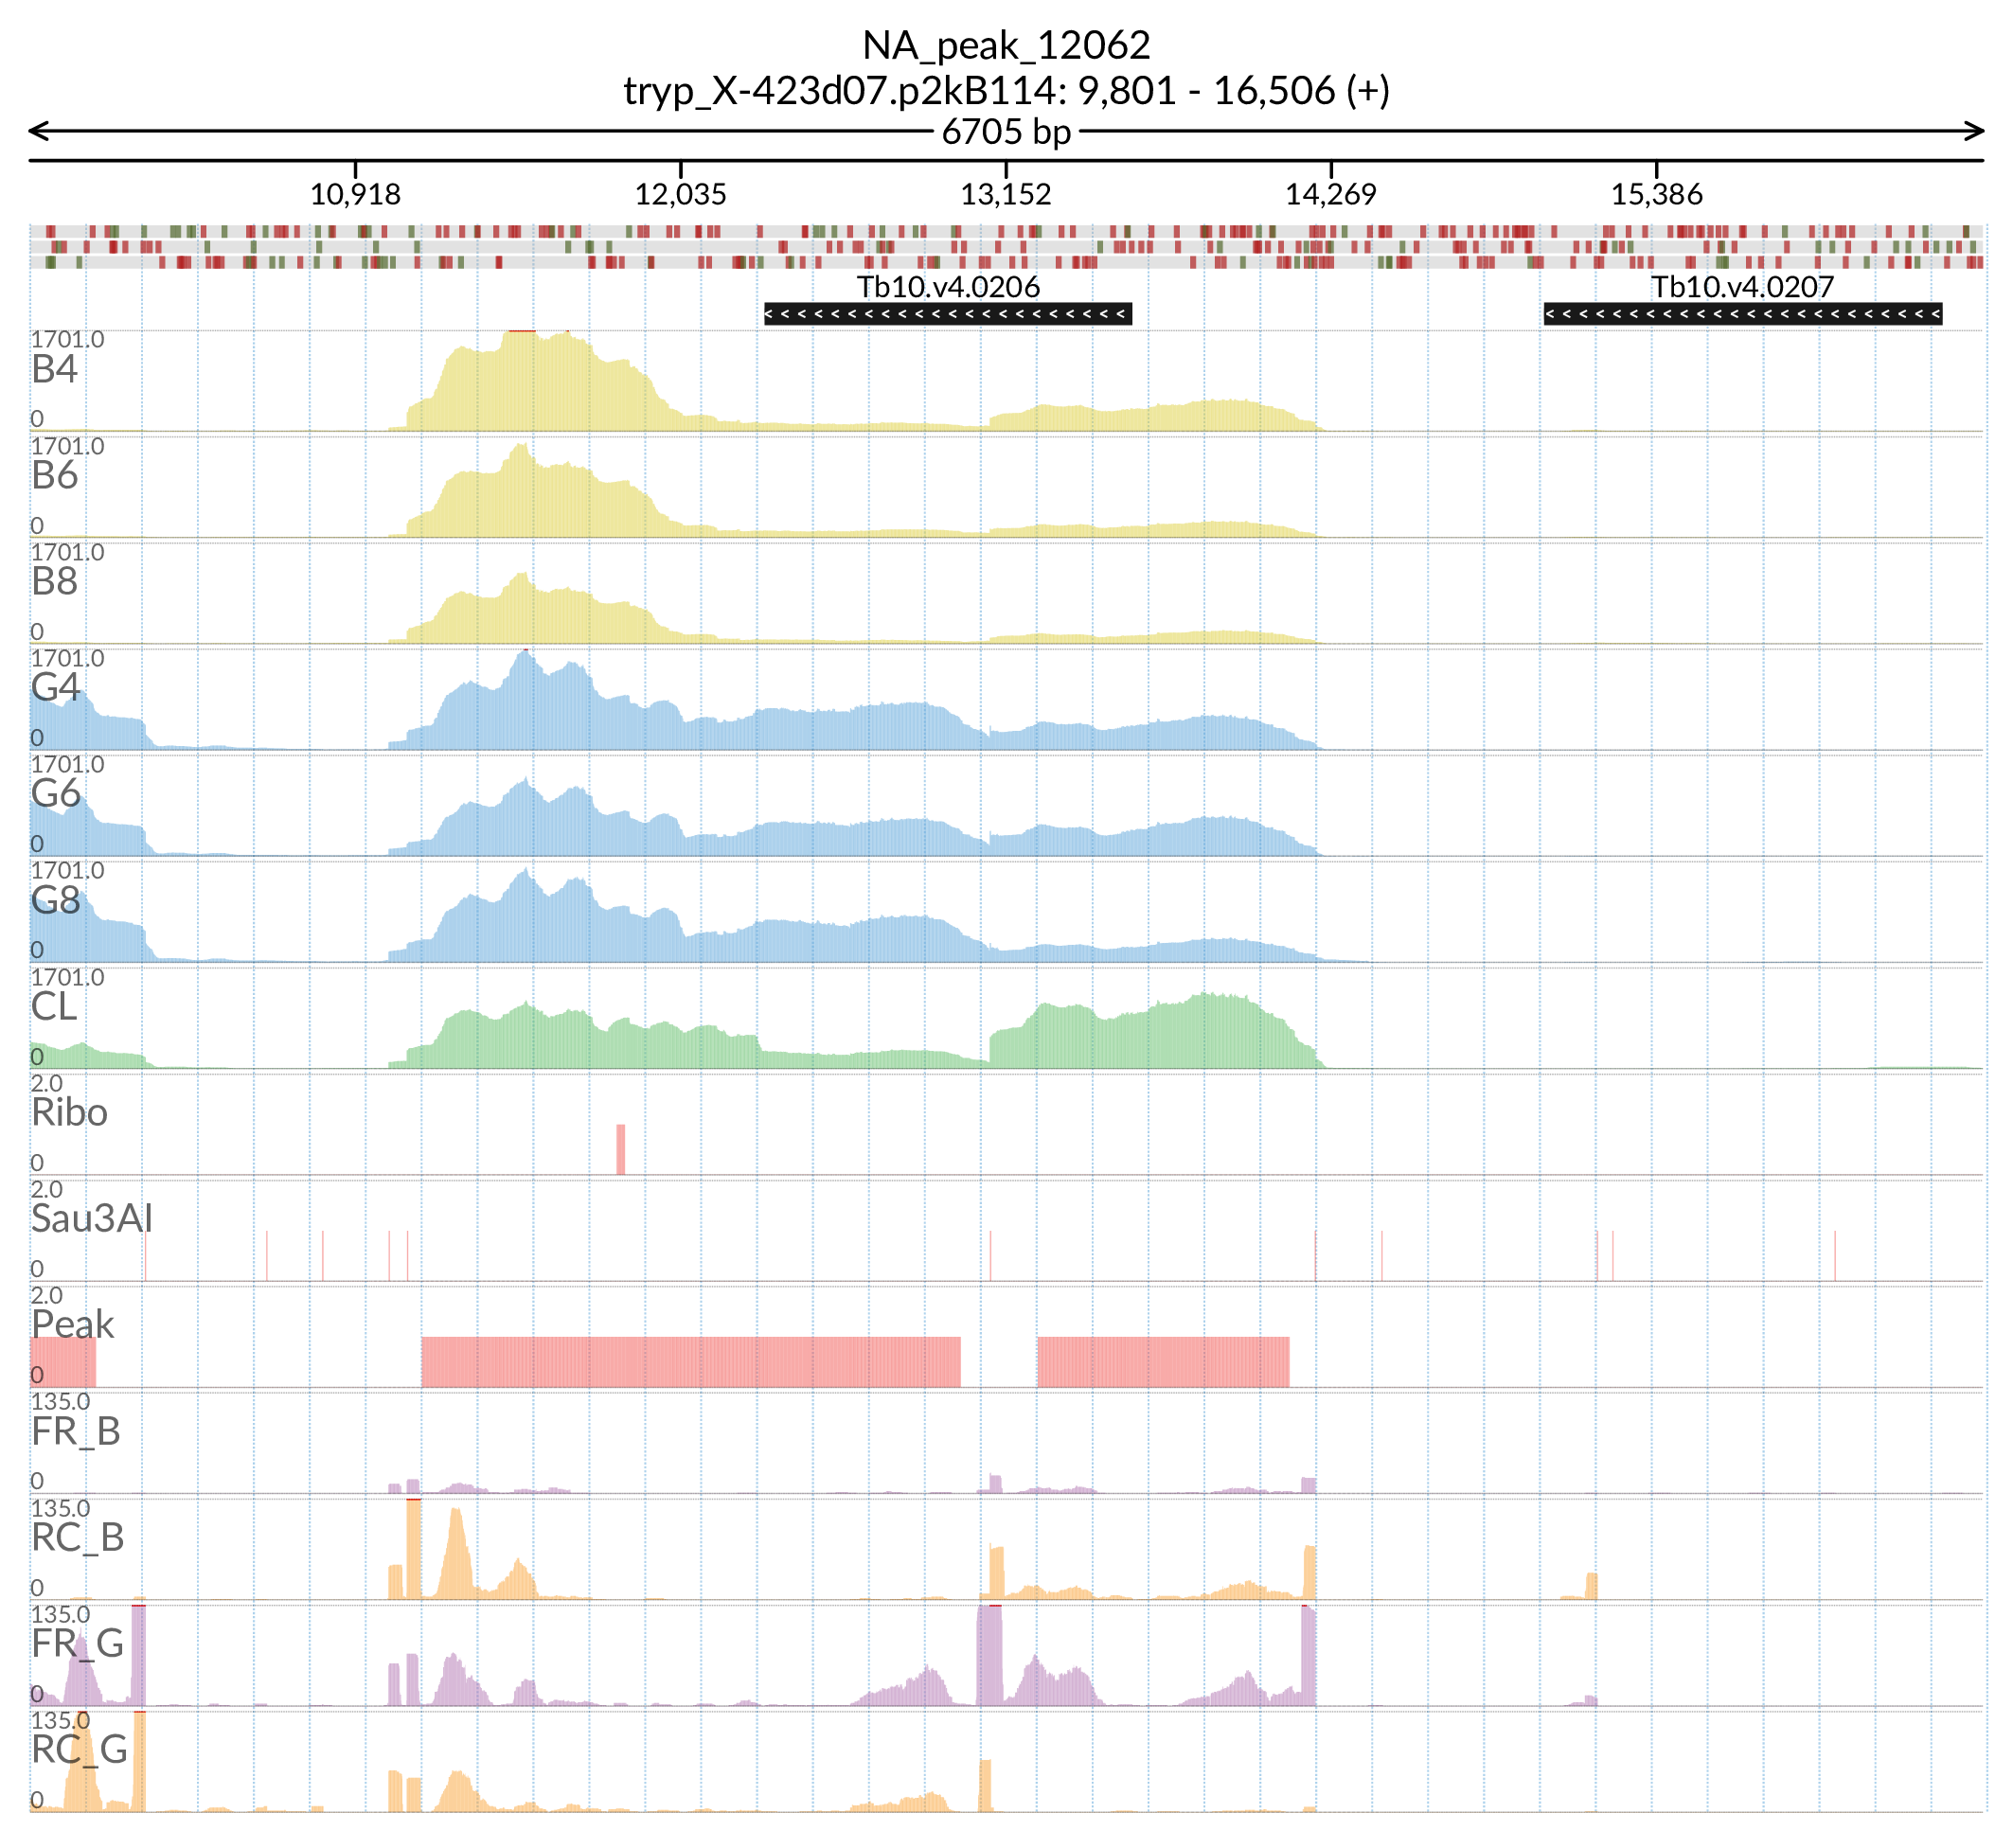 NA_peak_12062
tryp_X-423d07.p2kB114: 9,801 - 16,506 (+)
6705 bp
10,918 12,035 13,152 14,269 15,386
Tb10.v4.0206 Tb10.v4.0207
1701.0
B4
0
1701.0
B6
0
1701.0
B8
0
1701.0
G4
0
1701.0
G6
0
1701.0
G8
0
1701.0
CL
0
2.0
Ribo
0
2.0
Sau3AI
0
2.0
Peak
0
135.0
FR_B
0
135.0
RC_B
0
135.0
FR_G
0
135.0
RC_G
0